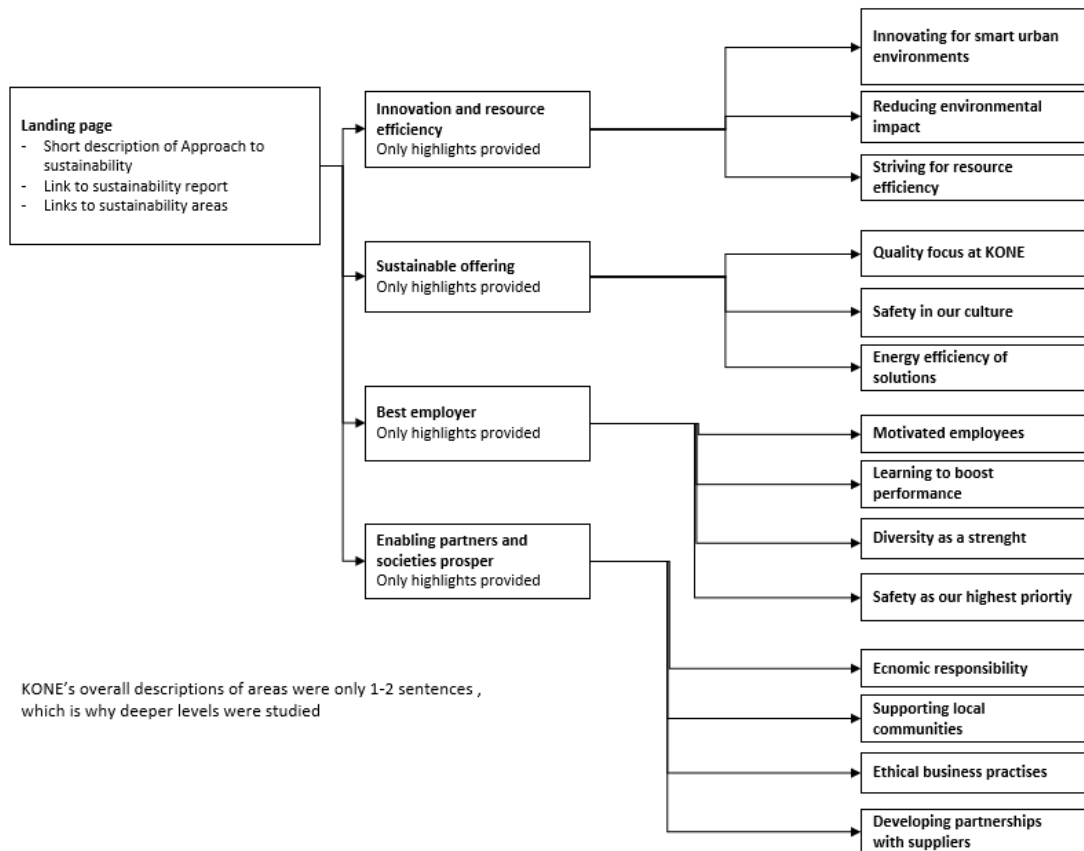 Landing page
- Short description of Approach to
sustainability
- Link to sustainability report
- Links to sustainability areas
Innovation and resource
efficiency
Only highlights provided
Sustainable offering
Only highlights provided
Best employer
Only highlights provided
Enabling partners and
societies prosper
Only highlights provided
Innovating for smart urban
environments
Reducing environmental
impact
Striving for resource
efficiency
Quality focus at KONE
Safety in our culture
Energy efficiency of
solutions
Motivated employees
Learning to boost
performance
Diversity as a strenght
Safety as our highest priortiy
Ecnomic responsibility
Supporting local
communities
Ethical business practises
Developing partnerships
with suppliers
KONE's overall descriptions of areas were only 1-2 sentences ,
which is why deeper levels were studied